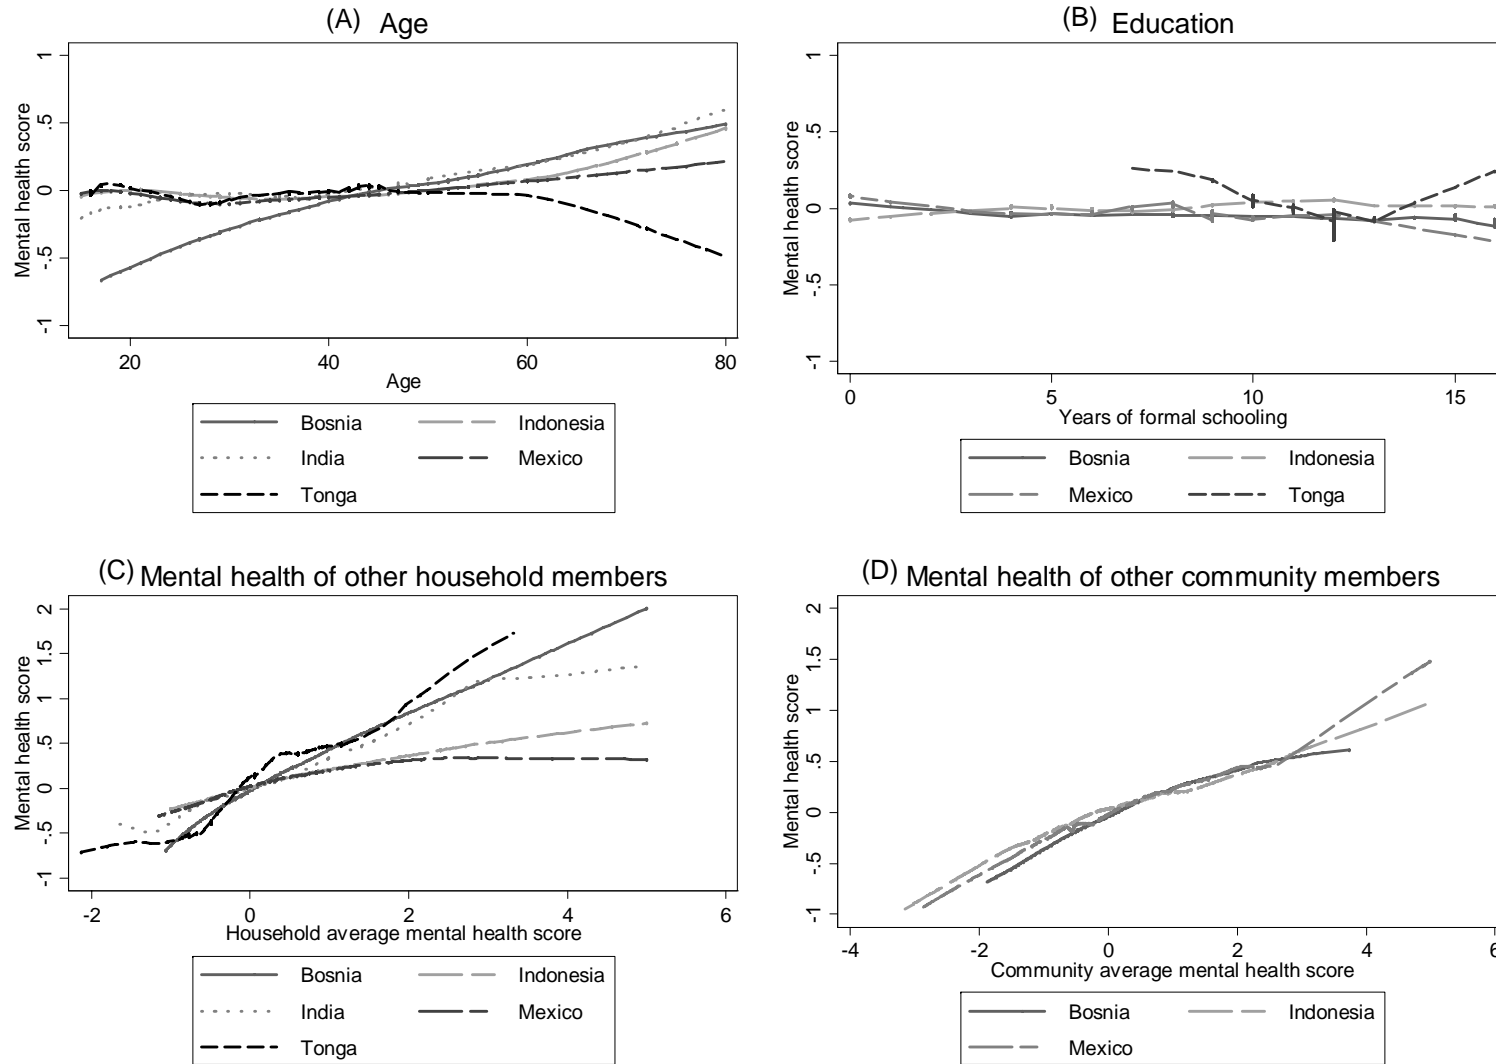 (A) Age
Mental health score
1
.5
0
-.5
-1
20 40 60 80
Age
Bosnia Indonesia
India Mexico
Tonga
(B) Education
Mental health score
1
.5
0
-.5
-1
0 5 10 15
Years of formal schooling
Bosnia Indonesia
Mexico Tonga
(C) Mental health of other household members
Mental health score
2
1.5
1
.5
0
-.5
-1
-2 0 2 4 6
Household average mental health score
Bosnia Indonesia
India Mexico
Tonga
(D) Mental health of other community members
Mental health score
2
1.5
1
.5
0
-.5
-1
-4 -2 0 2 4 6
Community average mental health score
Bosnia Indonesia
Mexico